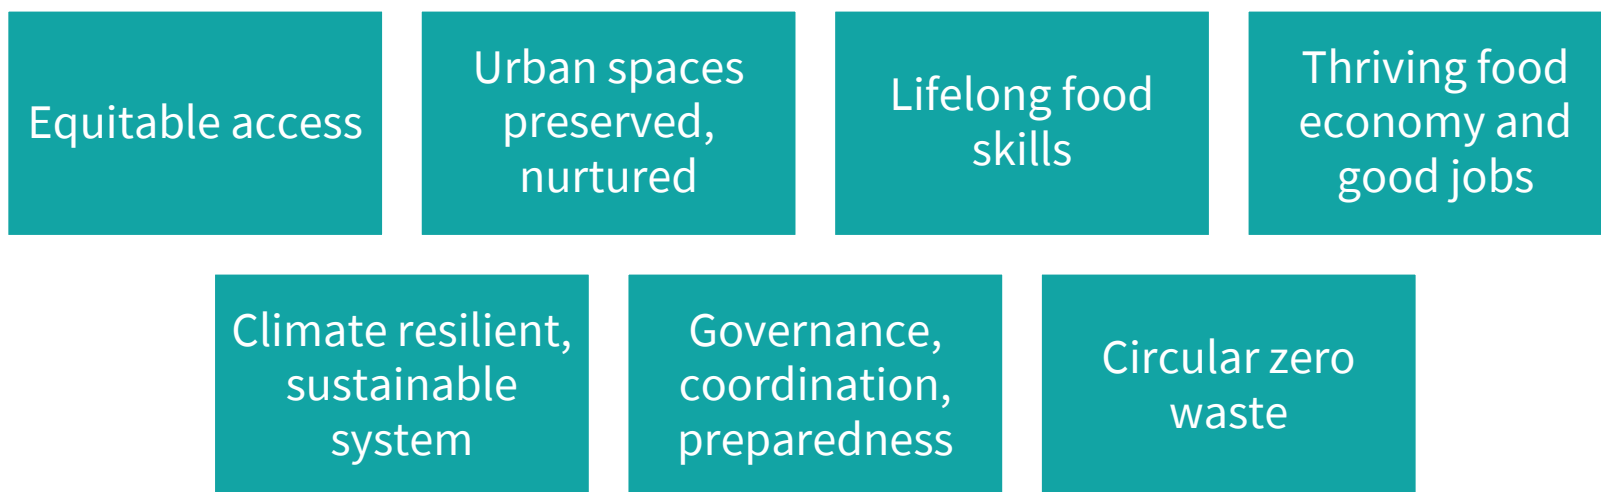 Equitable access
Urban spaces
preserved,
nurtured
Lifelong food
skills
Thriving food
economy and
good jobs
Climate resilient,
sustainable
system
Governance,
coordination,
preparedness
Circular zero
waste